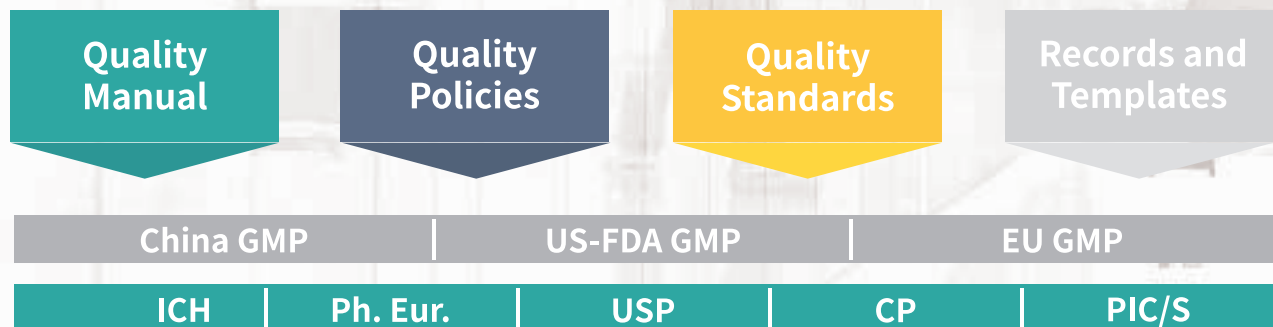 Quality
Manual
Quality
Policies
Quality
Standards
Records and
Templates
China GMP
US-FDA GMP
EU GMP
ICH
Ph. Eur.
USP
CP
PIC/S